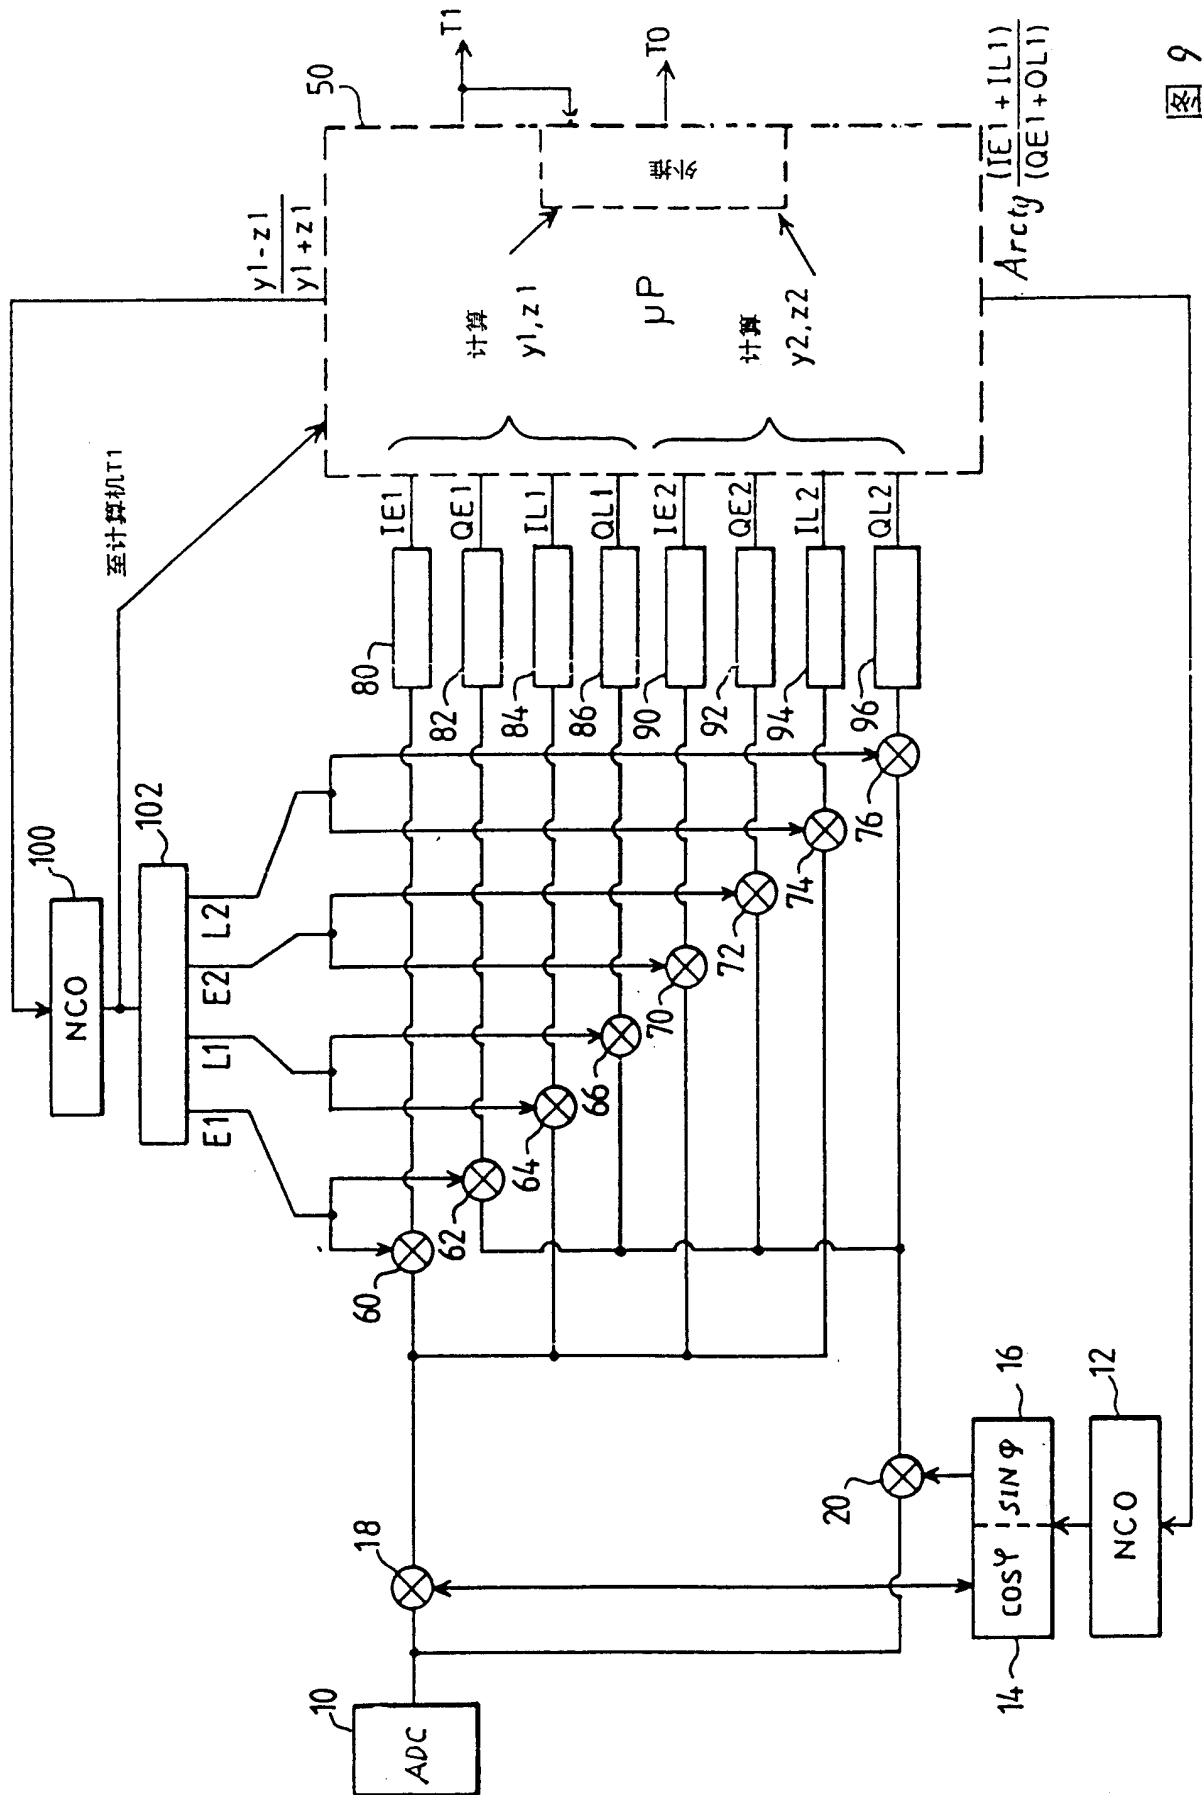 ADC
10
18
20
COSφ
SINφ
14
16
NCO
12
NCO
100
102
E1
L1
E2
L2
60
62
64
66
70
72
74
76
80
82
84
86
90
92
94
96
IE1
QE1
IL1
QL1
IE2
QE2
IL2
QL2
至计算机T1
y1-z1
y1+z1
50
计算
y1,z1
μP
计算
y2,z2
外推
T1
T0
Arcty (IE1+IL1)
(QE1+QL1)
图 9